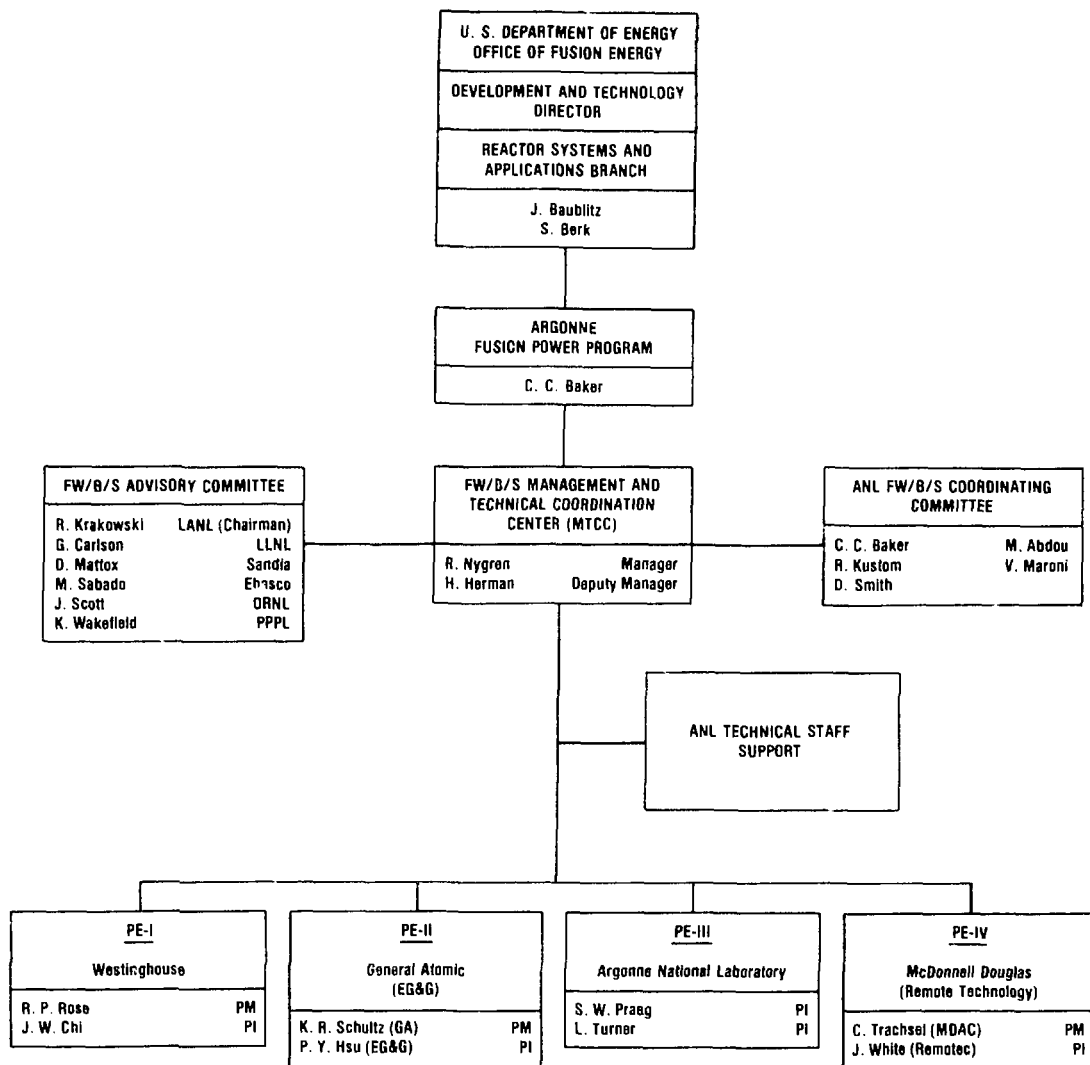 U. S. DEPARTMENT OF ENERGY
OFFICE OF FUSION ENERGY
DEVELOPMENT AND TECHNOLOGY
DIRECTOR
REACTOR SYSTEMS AND
APPLICATIONS BRANCH
J. Baublitz
S. Berk
ARGONNE
FUSION POWER PROGRAM
C. C. Baker
FW/B/S ADVISORY COMMITTEE
R. Krakowski LANL (Chairman)
G. Carlson LLNL
D. Mattox Sandia
M. Sabado Ebasco
J. Scott ORNL
K. Wakefield PPPL
FW/B/S MANAGEMENT AND
TECHNICAL COORDINATION
CENTER (MTCC)
R. Nygren Manager
H. Herman Deputy Manager
ANL FW/B/S COORDINATING
COMMITTEE
C. C. Baker M. Abdou
R. Kustom V. Maroni
D. Smith
ANL TECHNICAL STAFF
SUPPORT
PE-I
Westinghouse
R. P. Rose PM
J. W. Chi PI
PE-II
General Atomic
(EG&G)
K. R. Schultz (GA) PM
P. Y. Hsu (EG&G) PI
PE-III
Argonne National Laboratory
S. W. Praeg PI
L. Turner PI
PE-IV
McDonnell Douglas
(Remote Technology)
C. Trachsel (MDAC) PM
J. White (Remotec) PI